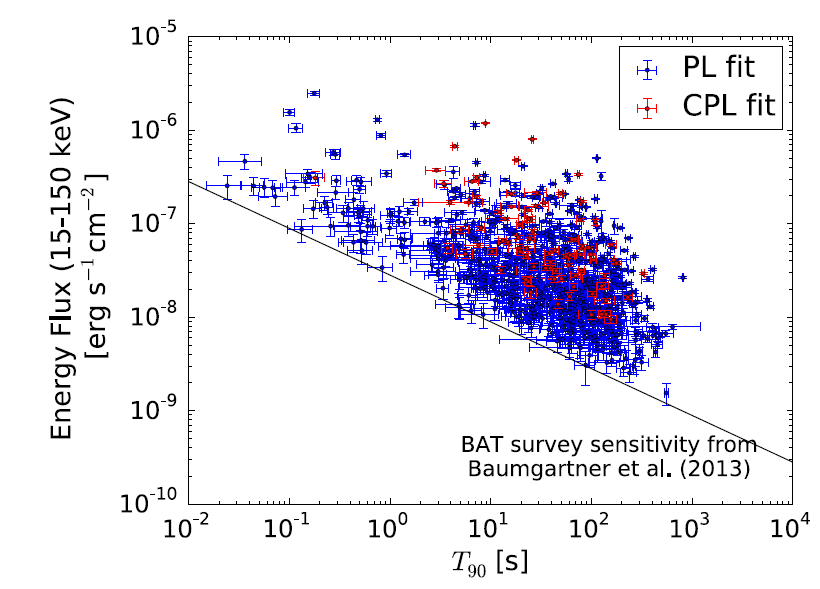 10^-5
PL fit
CPL fit
10^-6
10^-7
10^-8
10^-9
10^-10
Energy Flux (15-150 keV)
[erg s^-1 cm^-2 ]
BAT survey sensitivity from
Baumgartner et al. (2013)
10^-2 10^-1 10^0 10^1 10^2 10^3 10^4
T_90 [s]